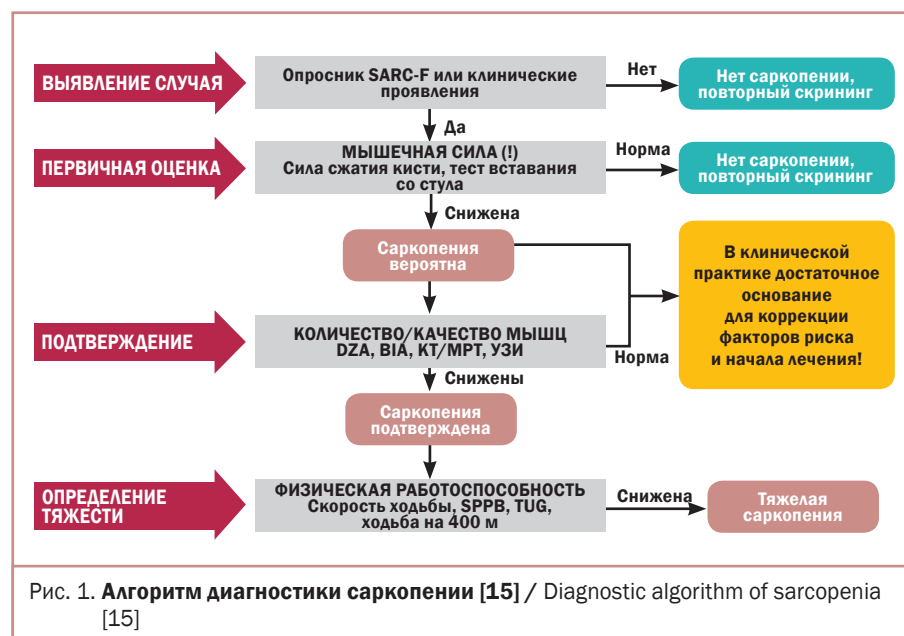 ВЫЯВЛЕНИЕ СЛУЧАЯ
Опросник SARC-F или клинические
проявления
Нет
Нет саркопении,
повторный скрининг
Да
ПЕРВИЧНАЯ ОЦЕНКА
МЫШЕЧНАЯ СИЛА (!)
Сила сжатия кисти, тест вставания
со стула
Норма
Нет саркопении,
повторный скрининг
Снижена
Саркопения
вероятна
В клинической
практике достаточное
основание
для коррекции
факторов риска
и начала лечения!
ПОДТВЕРЖДЕНИЕ
КОЛИЧЕСТВО/КАЧЕСТВО МЫШЦ
DZA, BIA, КТ/МРТ, УЗИ
Норма
Снижены
Саркопения
подтверждена
ОПРЕДЕЛЕНИЕ
ТЯЖЕСТИ
ФИЗИЧЕСКАЯ РАБОТОСПОСОБНОСТЬ
Скорость ходьбы, SPPB, TUG,
ходьба на 400 м
Снижена
Тяжелая
саркопения
Рис. 1. Алгоритм диагностики саркопении [15] / Diagnostic algorithm of sarcopenia
[15]